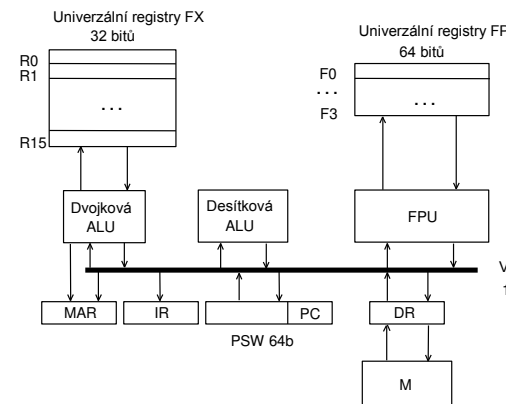 Univerzální registry FX
32 bitů
Univerzální registry FP
64 bitů
R0
R1
...
R15
F0
...
...
F3
Dvojková
ALU
Desítková
ALU
FPU
MAR
IR
PC
DR
PSW 64b
M